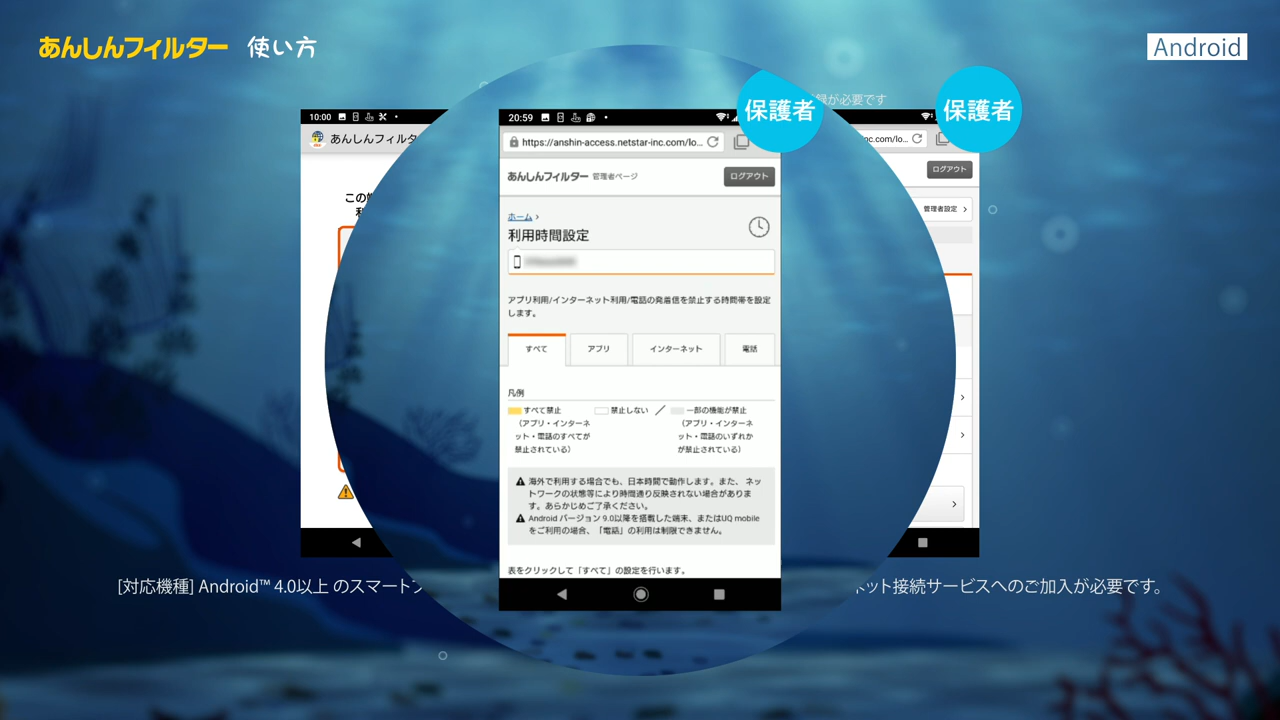 あんしんフィルター 使い方
Android
録が必要です
保護者
保護者
10:00
あんしんフィルタ
この
利
20:59
https://anshin-access.netstar-inc.com/lo...
nc.com/lo...
あんしんフィルター 管理者ページ
ログアウト
ログアウト
管理者設定 >
ホーム >
利用時間設定
アプリ利用/インターネット利用/電話の発着信を禁止する時間帯を設定
します。
すべて
アプリ
インターネット
電話
凡例
すべて禁止
(アプリ・インターネ
ット・電話のすべてが
禁止されている)
禁止しない
/
一部の機能が禁止
(アプリ・インターネ
ット・電話のいずれか
が禁止されている)
海外で利用する場合でも、日本時間で動作します。また、ネッ
トワークの状態等により時間通り反映されない場合がありま
す。あらかじめご了承ください。
Android バージョン 9.0以降を搭載した端末、またはUQ mobile
をご利用の場合、「電話」の利用は制限できません。
表をクリックして「すべて」の設定を行います。
[対応機種] Android™ 4.0以上 のスマート
ット接続サービスへのご加入が必要です。